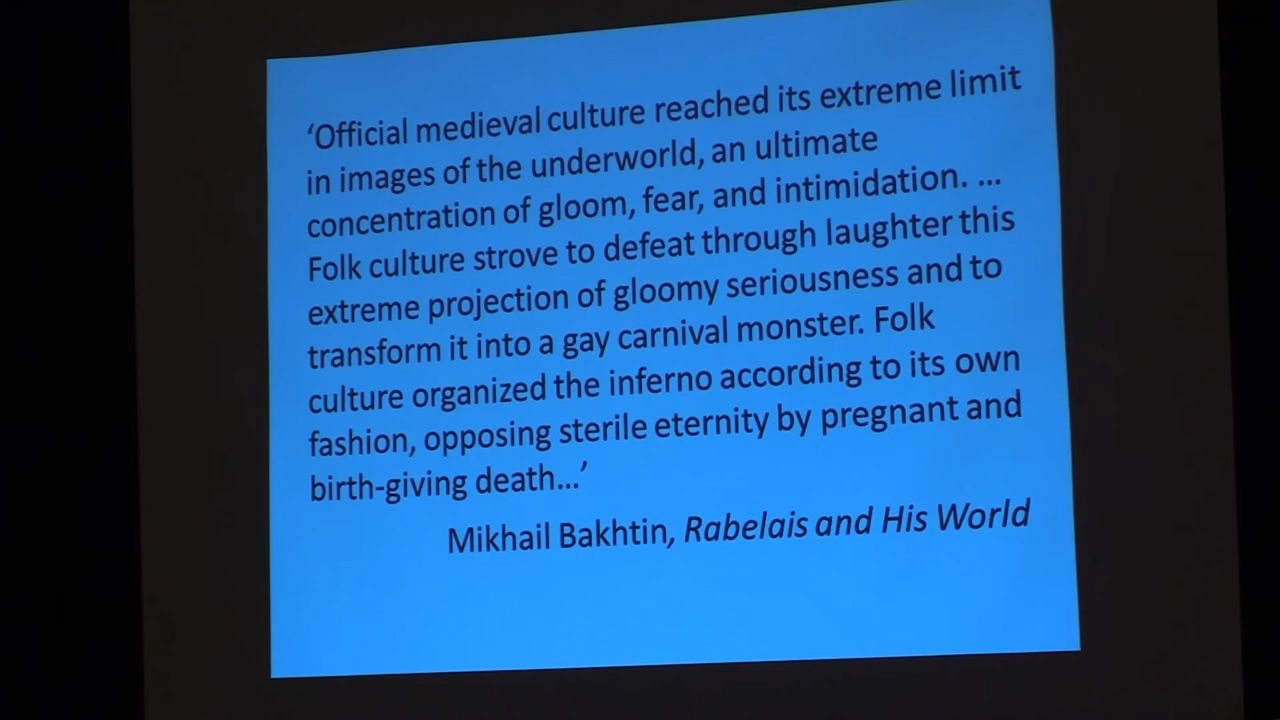 ‘Official medieval culture reached its extreme limit
in images of the underworld, an ultimate
concentration of gloom, fear, and intimidation. ...
Folk culture strove to defeat through laughter this
extreme projection of gloomy seriousness and to
transform it into a gay carnival monster. Folk
culture organized the inferno according to its own
fashion, opposing sterile eternity by pregnant and
birth-giving death...’
Mikhail Bakhtin, Rabelais and His World